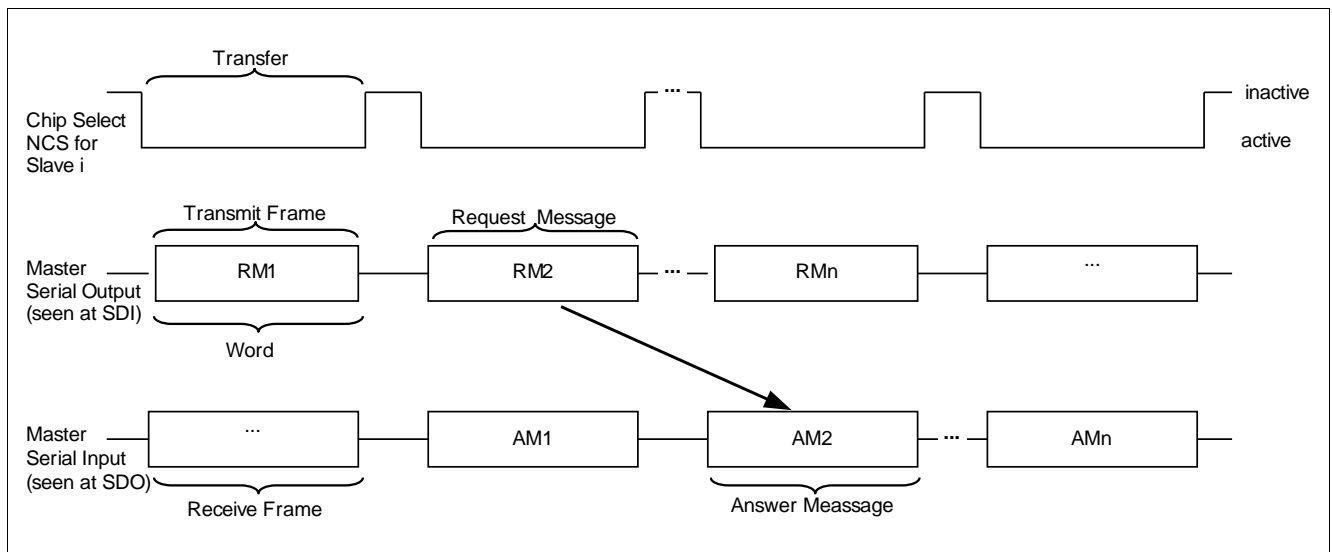 Transfer
...
inactive
Chip Select
NCS for
Slave i
active
Transmit Frame
Request Message
Master
Serial Output
(seen at SDI)
RM1
RM2
...
RMn
...
Word
Master
Serial Input
(seen at SDO)
...
AM1
AM2
...
AMn
Receive Frame
Answer Meassage